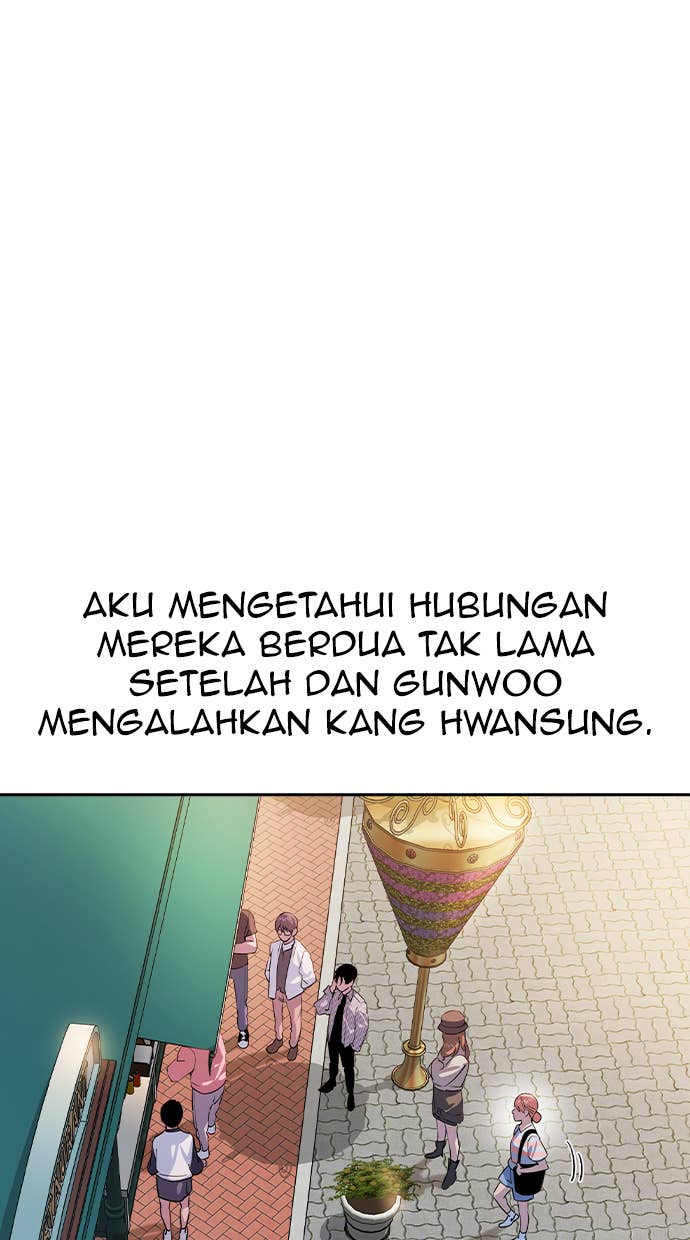 AKU MENGETAHUI HUBUNGAN
MEREKA BERDUA TAK LAMA
SETELAH DAN GUNWOO
MENGALAHKAN KANG HWANSUNG.